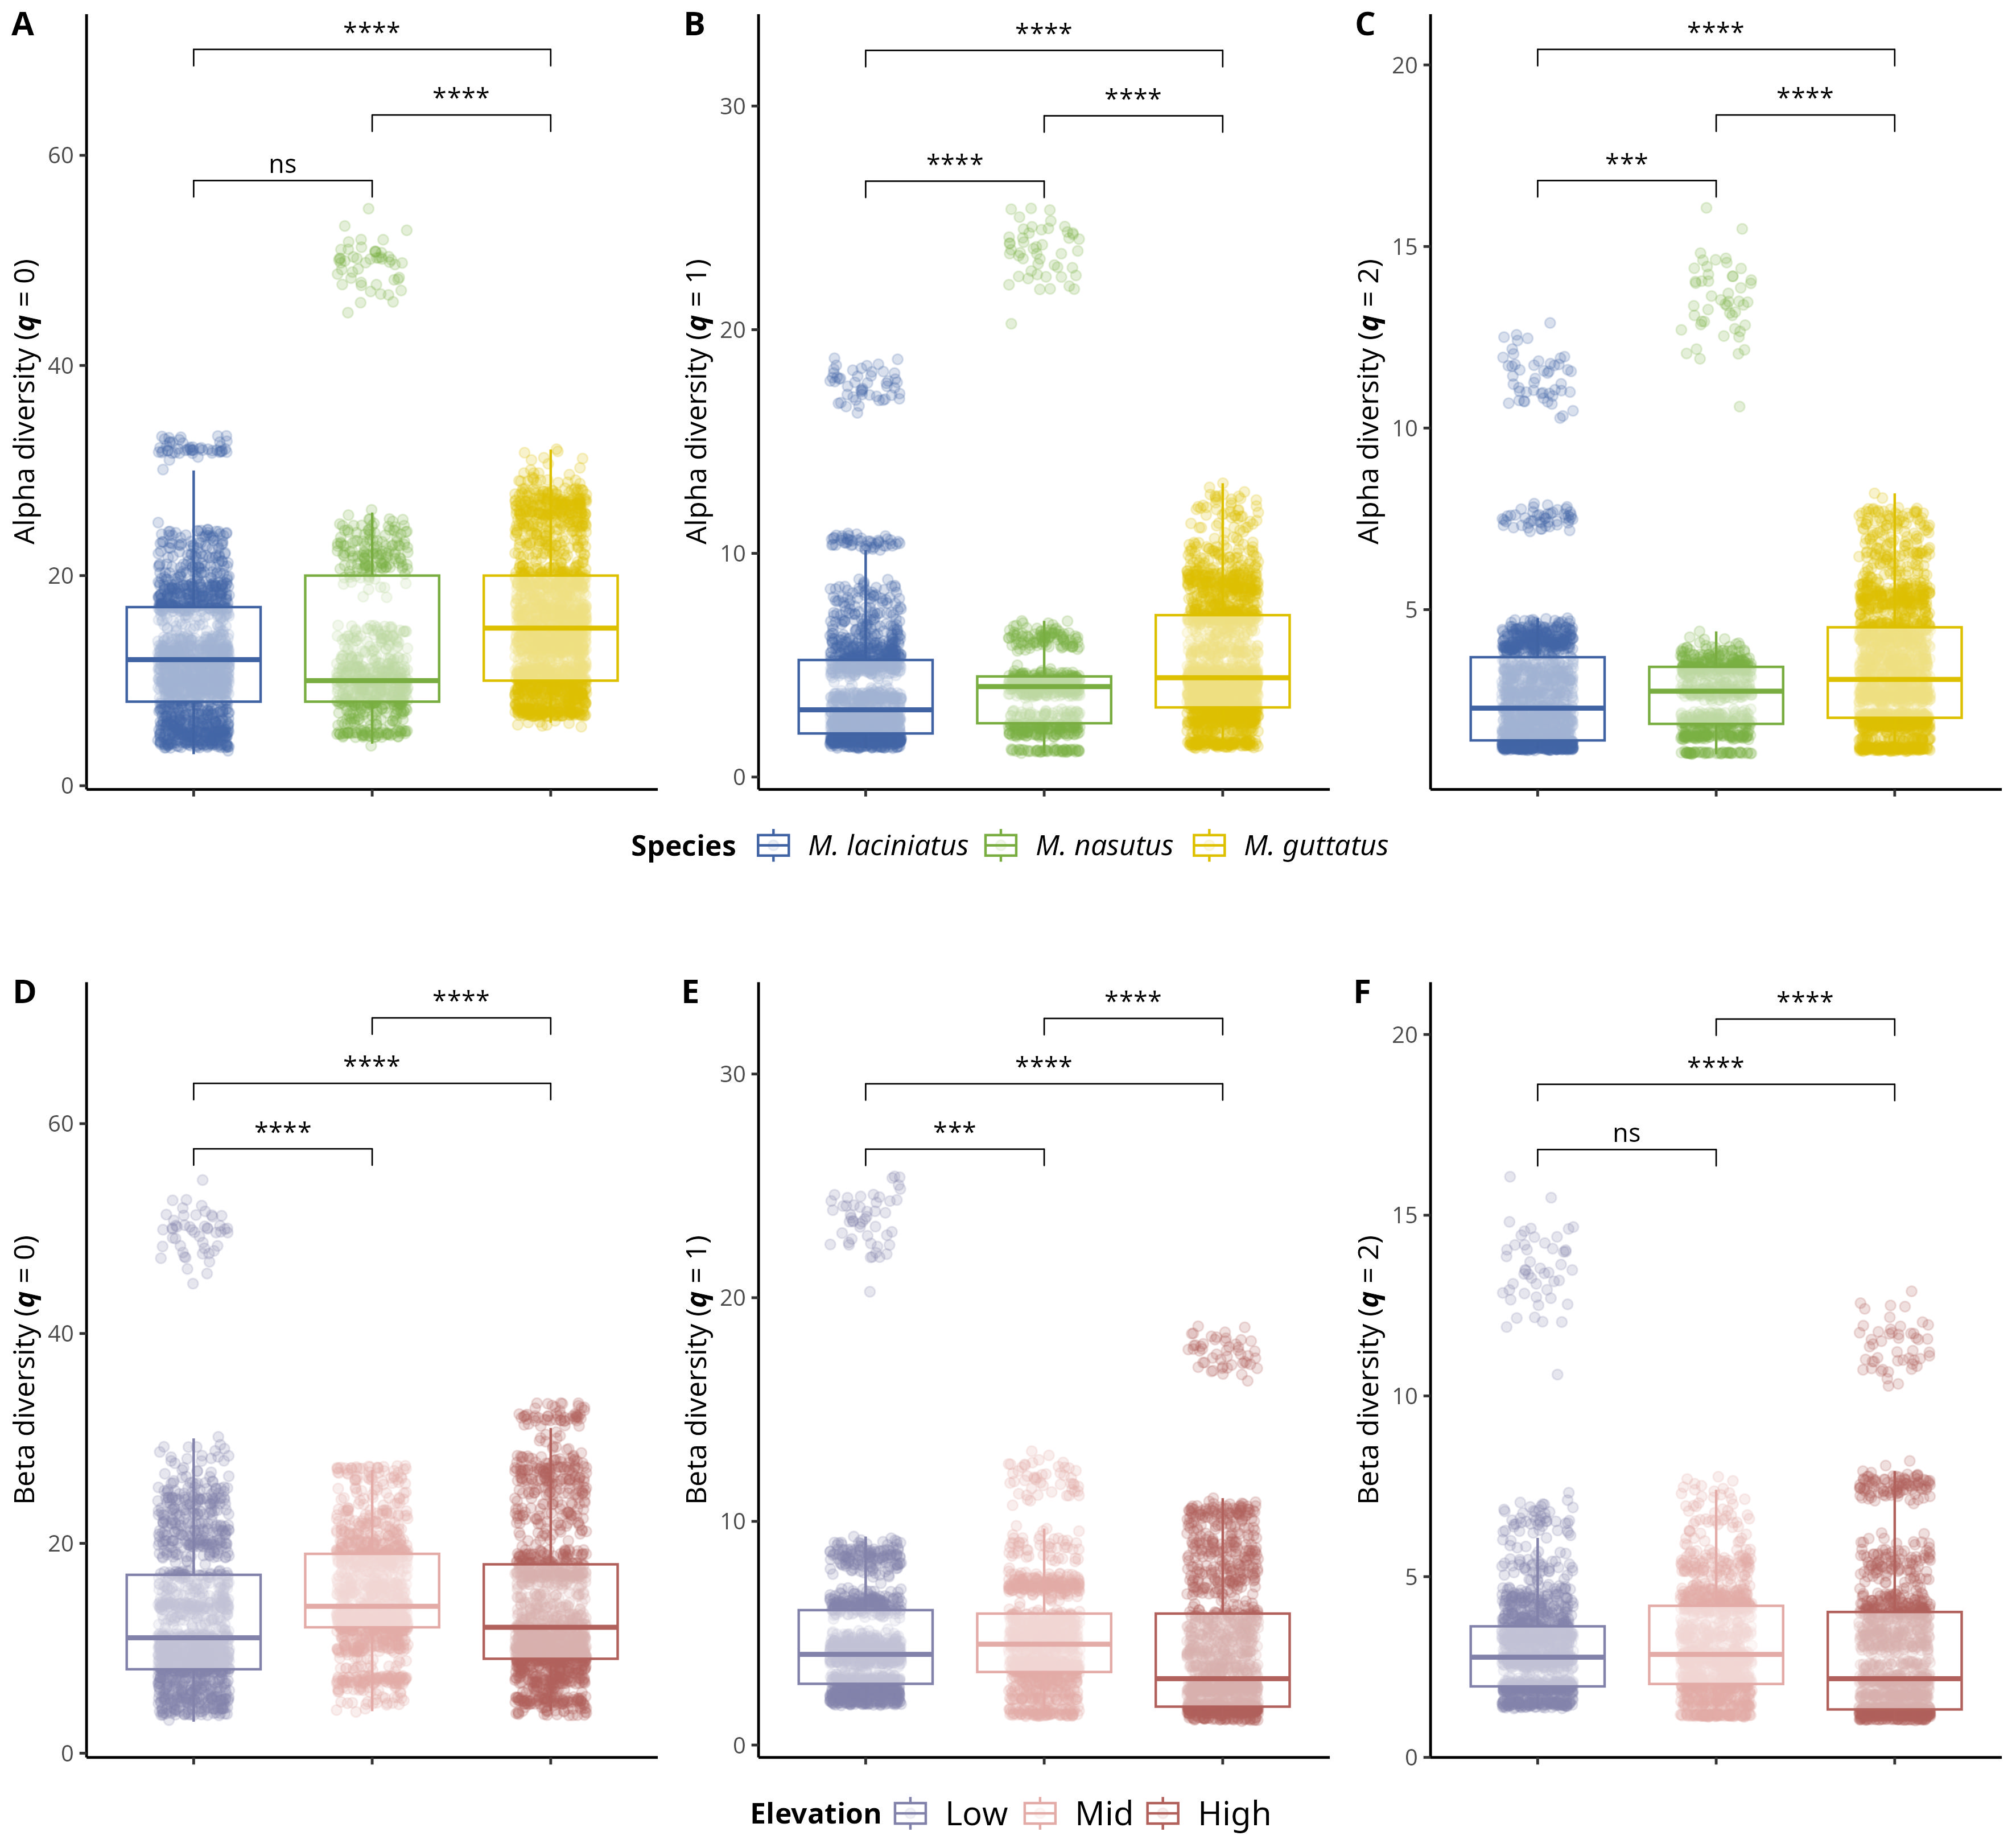 A
B
C
****
****
****
****
****
****
ns
****
***
Alpha diversity (q = 0)
60
40
20
0
Alpha diversity (q = 1)
30
20
10
0
Alpha diversity (q = 2)
20
15
10
5
Species M. laciniatus M. nasutus M. guttatus
D
E
F
****
****
****
****
****
****
****
***
ns
Beta diversity (q = 0)
60
40
20
0
Beta diversity (q = 1)
30
20
10
0
Beta diversity (q = 2)
20
15
10
5
0
Elevation Low Mid High